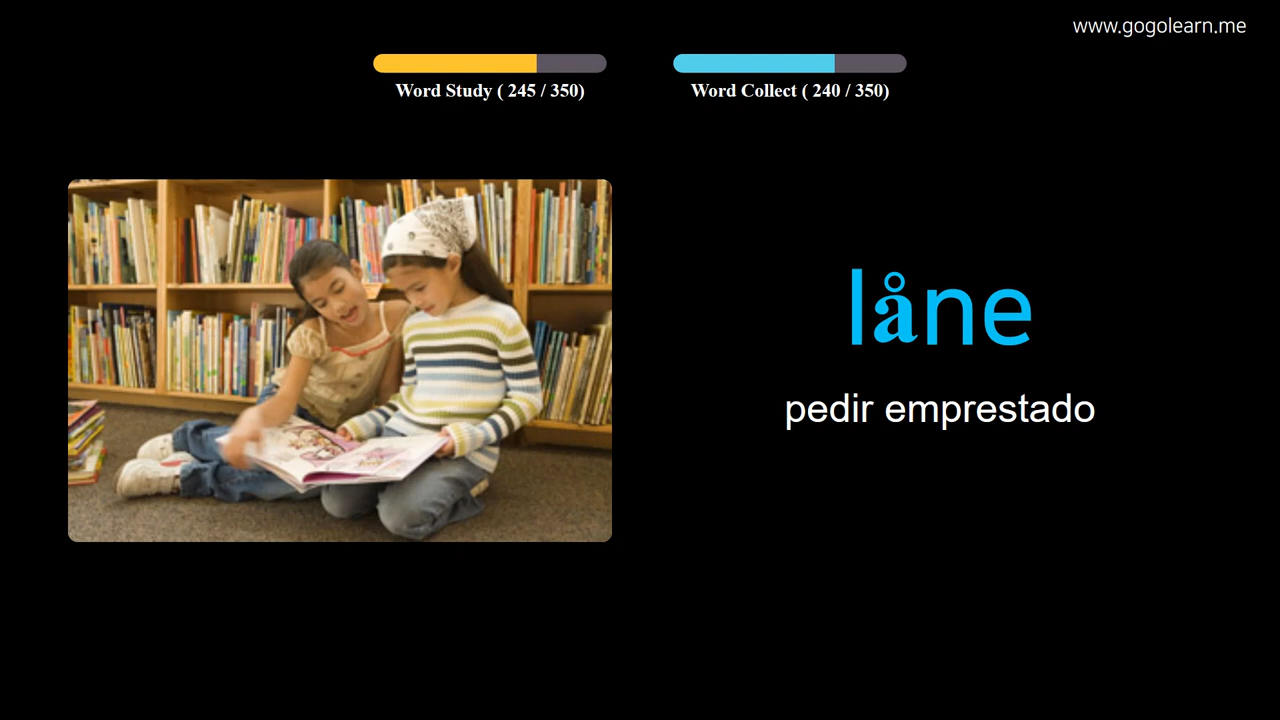 www.gogolearn.me
Word Study ( 245 / 350)
Word Collect ( 240 / 350)
låne
pedir emprestado